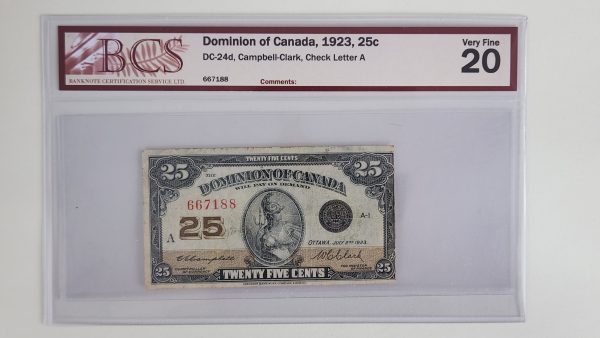 BCS
BANKNOTE CERTIFICATION SERVICE LTD.
Dominion of Canada, 1923, 25c
DC-24d, Campbell-Clark, Check Letter A
667188
Comments:
Very Fine
20
TWENTY FIVE CENTS
25
25
THE
DOMINION OF CANADA
WILL PAY ON DEMAND
667188
A-1
A 25
OTTAWA, JULY 2ND 1923.
TWENTY FIVE CENTS
25
25